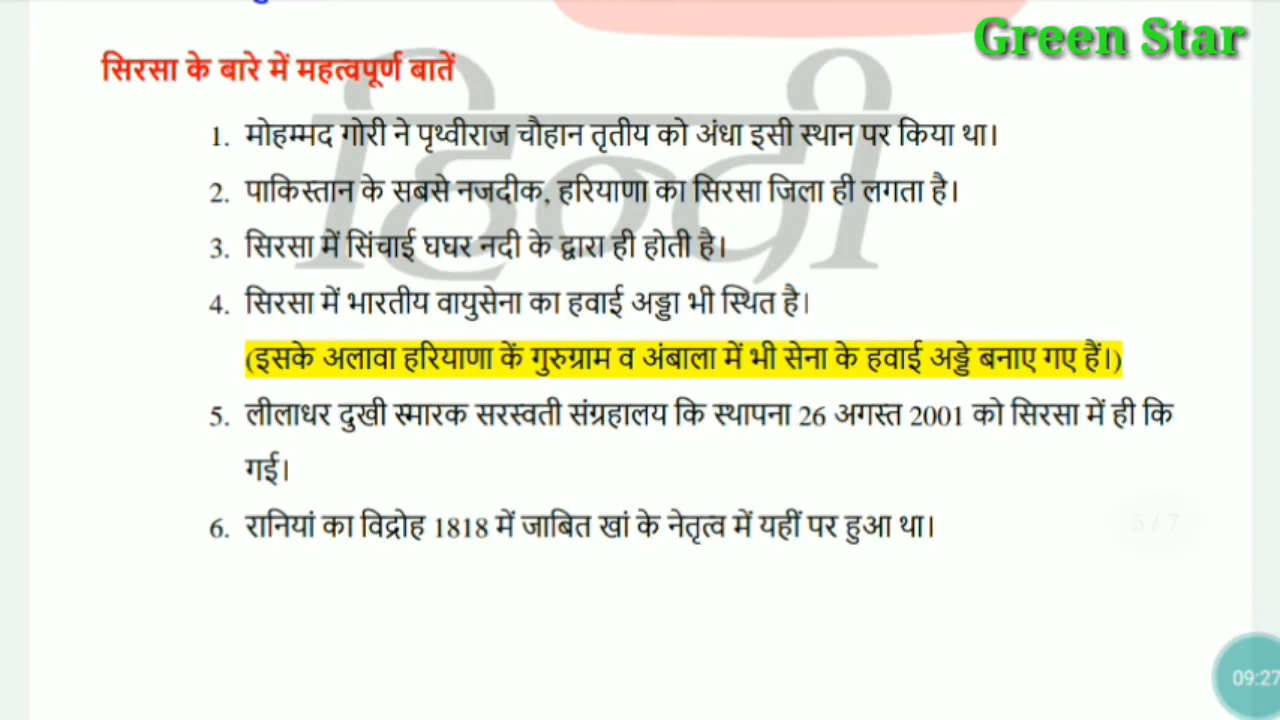 Green Star
सिरसा के बारे में महत्वपूर्ण बातें
हिन्दी
1. मोहम्मद गोरी ने पृथ्वीराज चौहान तृतीय को अंधा इसी स्थान पर किया था।
2. पाकिस्तान के सबसे नजदीक, हरियाणा का सिरसा जिला ही लगता है।
3. सिरसा में सिंचाई घघर नदी के द्वारा ही होती है।
4. सिरसा में भारतीय वायुसेना का हवाई अड्डा भी स्थित है।
(इसके अलावा हरियाणा कें गुरुग्राम व अंबाला में भी सेना के हवाई अड्डे बनाए गए हैं।)
5. लीलाधर दुखी स्मारक सरस्वती संग्रहालय कि स्थापना 26 अगस्त 2001 को सिरसा में ही कि
गई।
6. रानियां का विद्रोह 1818 में जाबित खां के नेतृत्व में यहीं पर हुआ था।
09:27